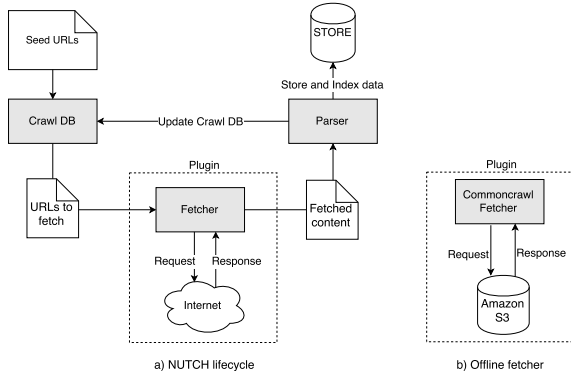 Seed URLs
STORE
Store and Index data
Crawl DB
Update Crawl DB
Parser
Plugin
URLs to
fetch
Fetcher
Fetched
content
Request
Response
Internet
a) NUTCH lifecycle
Plugin
Commoncrawl
Fetcher
Request
Response
Amazon
S3
b) Offline fetcher